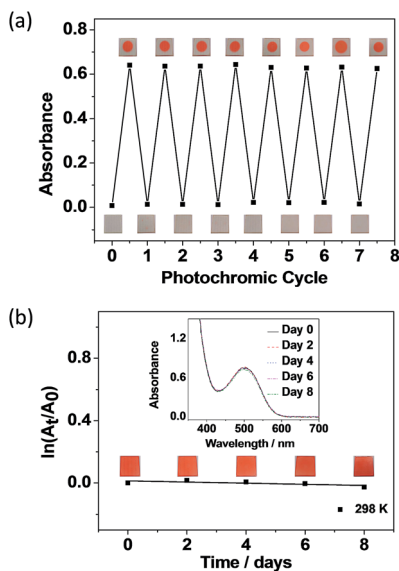 (a)
0.8
0.6
0.4
0.2
0.0
Absorbance
0 1 2 3 4 5 6 7 8
Photochromic Cycle
(b)
0.8
0.4
0.0
ln(Aₜ/A₀)
1.2
0.6
0.0
Absorbance
Day 0
Day 2
Day 4
Day 6
Day 8
400 500 600 700
Wavelength / nm
298 K
0 2 4 6 8
Time / days